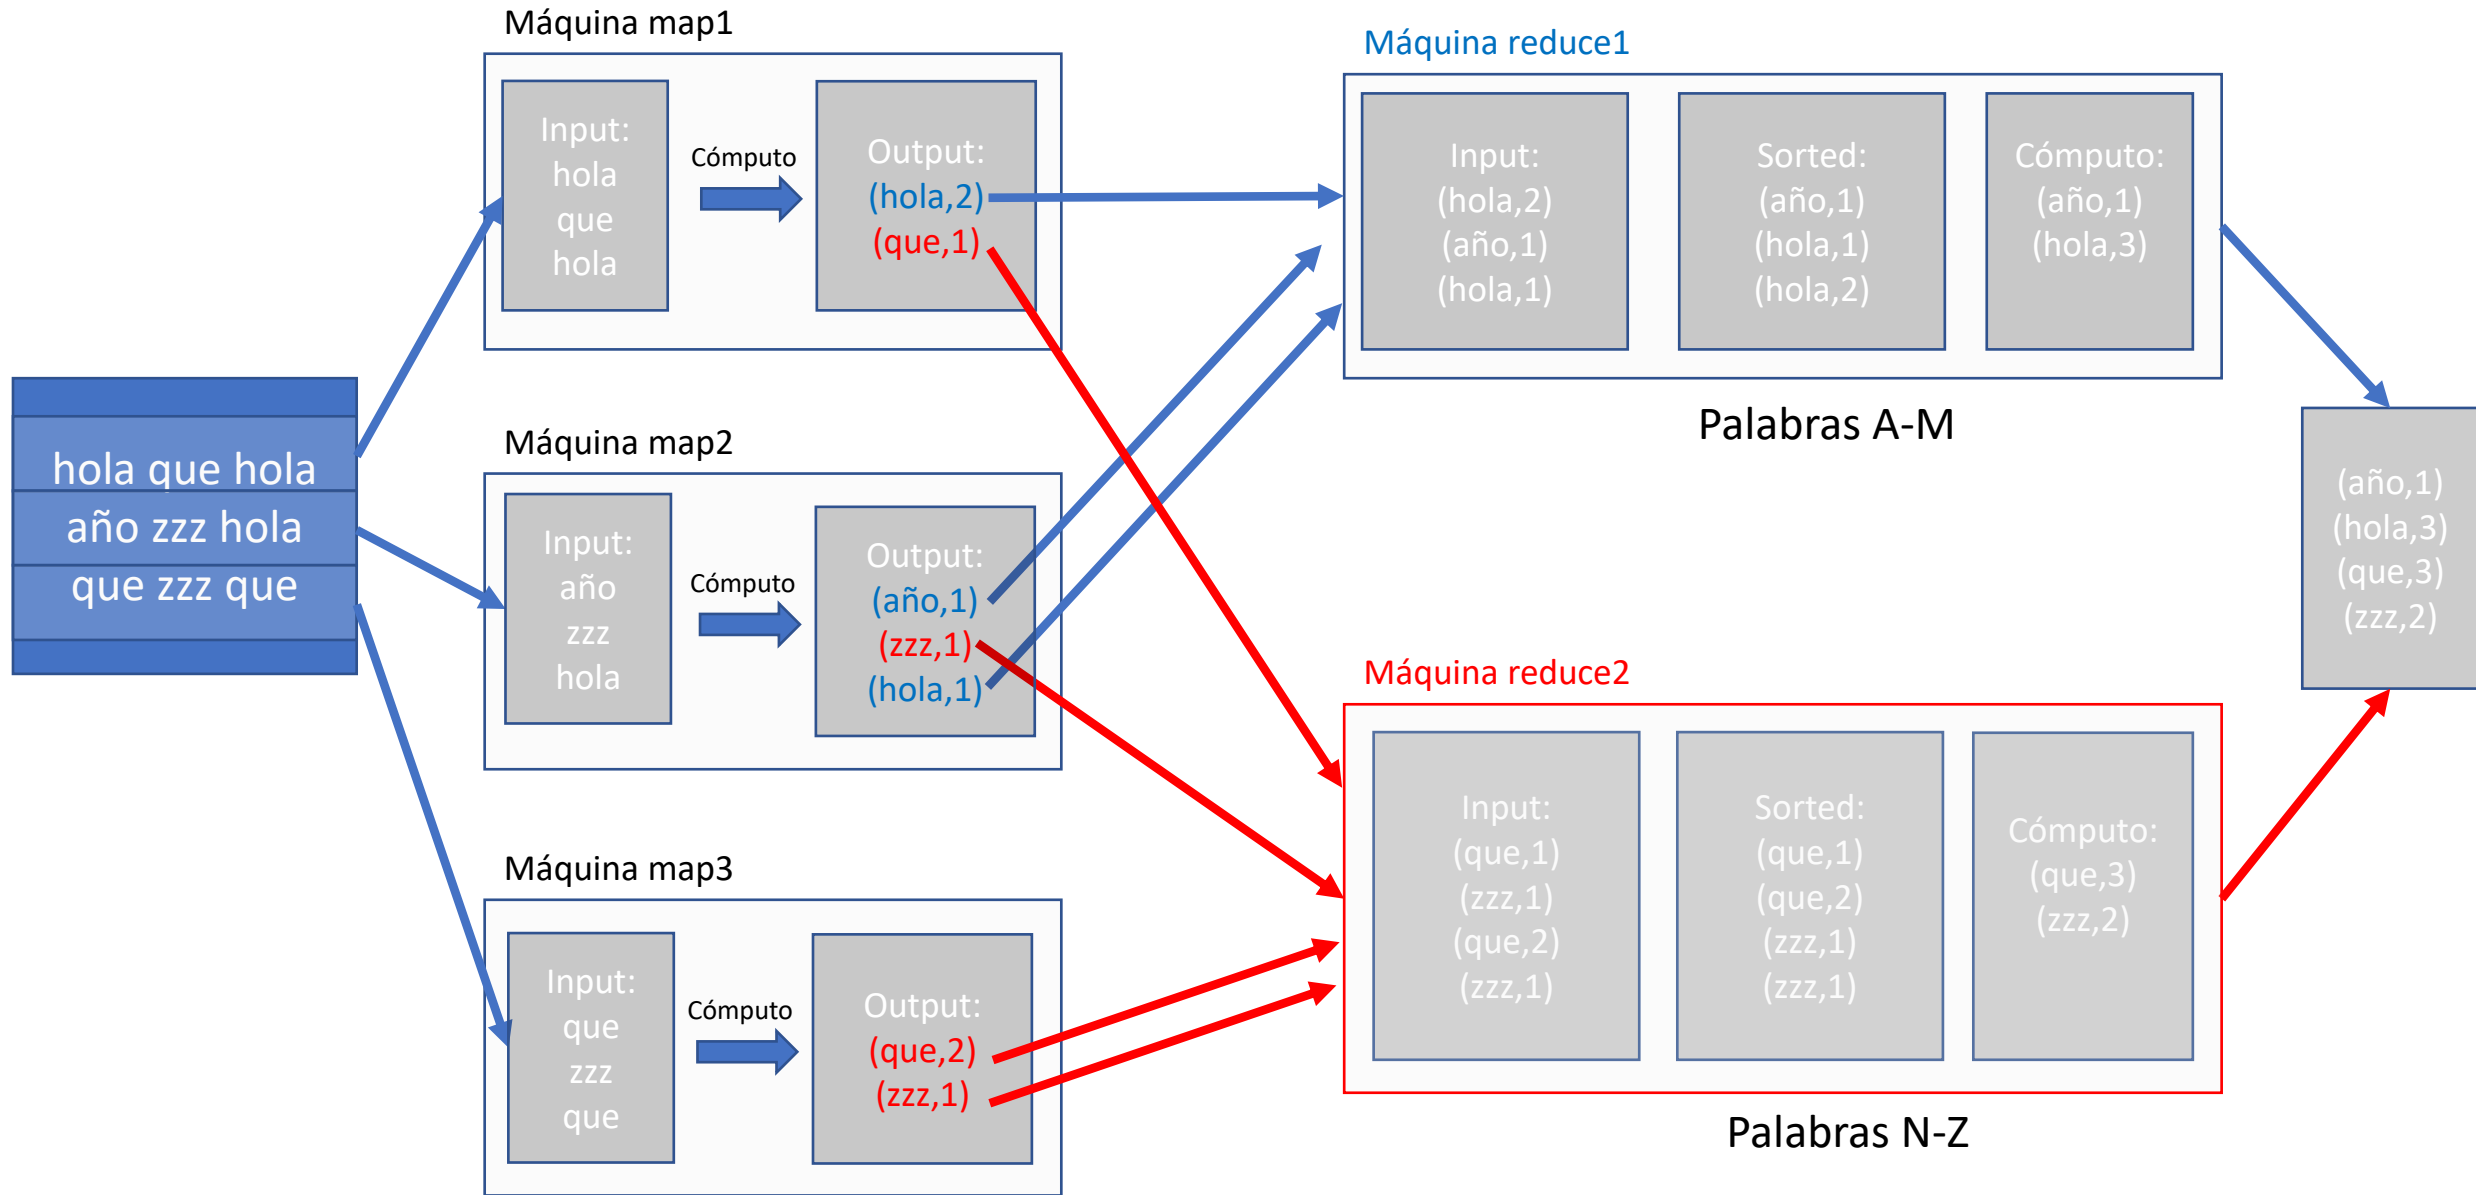 hola que hola
año zzz hola
que zzz que
Máquina map1
Input:
hola
que
hola
Cómputo
Output:
(hola,2)
(que,1)
Máquina map2
Input:
año
zzz
hola
Cómputo
Output:
(año,1)
(zzz,1)
(hola,1)
Máquina map3
Input:
que
zzz
que
Cómputo
Output:
(que,2)
(zzz,1)
Máquina reduce1
Input:
(hola,2)
(año,1)
(hola,1)
Sorted:
(año,1)
(hola,1)
(hola,2)
Cómputo:
(año,1)
(hola,3)
Palabras A-M
Máquina reduce2
Input:
(que,1)
(zzz,1)
(que,2)
(zzz,1)
Sorted:
(que,1)
(que,2)
(zzz,1)
(zzz,1)
Cómputo:
(que,3)
(zzz,2)
Palabras N-Z
(año,1)
(hola,3)
(que,3)
(zzz,2)